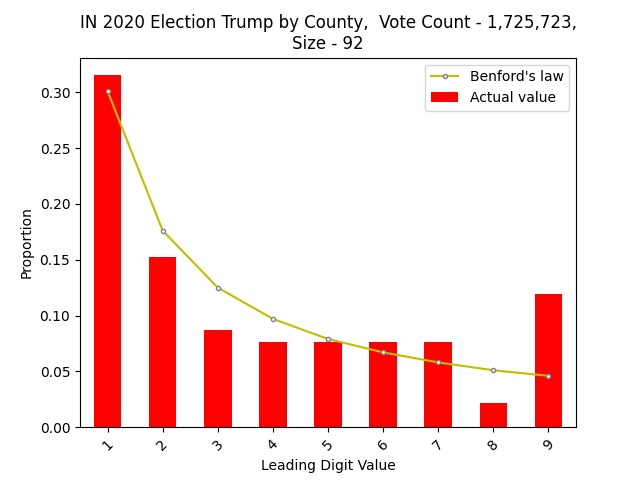 IN 2020 Election Trump by County,  Vote Count - 1,725,723,
Size - 92
Benford's law
Actual value
0.30
0.25
0.20
0.15
0.10
0.05
0.00
Proportion
1 2 3 4 5 6 7 8 9
Leading Digit Value